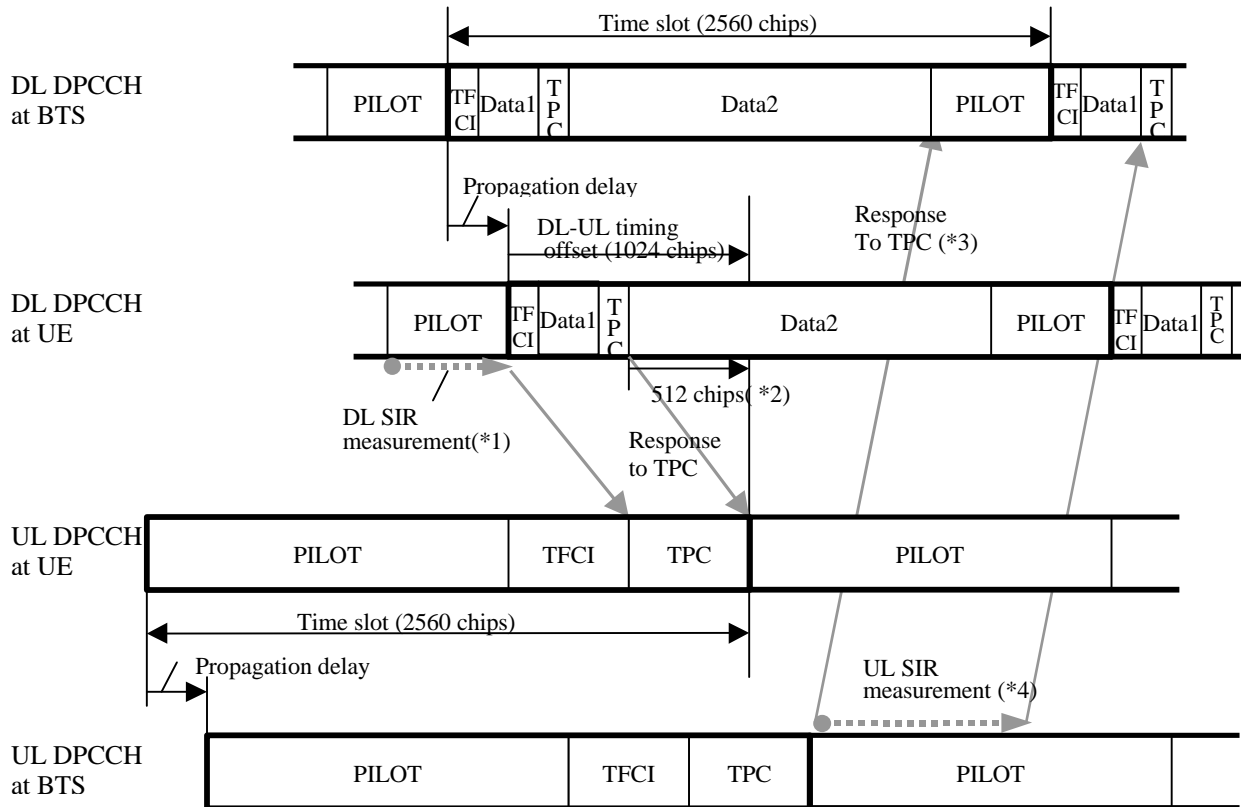 Time slot (2560 chips)
DL DPCCH
at BTS
PILOT
TF
CI
Data1
T
P
C
Data2
PILOT
TF
CI
Data1
T
P
C
Propagation delay
DL-UL timing
offset (1024 chips)
Response
To TPC (*3)
DL DPCCH
at UE
PILOT
TF
CI
Data1
T
P
C
Data2
PILOT
TF
CI
Data1
T
P
C
512 chips( *2)
DL SIR
measurement(*1)
Response
to TPC
UL DPCCH
at UE
PILOT
TFCI
TPC
PILOT
Time slot (2560 chips)
Propagation delay
UL SIR
measurement (*4)
UL DPCCH
at BTS
PILOT
TFCI
TPC
PILOT